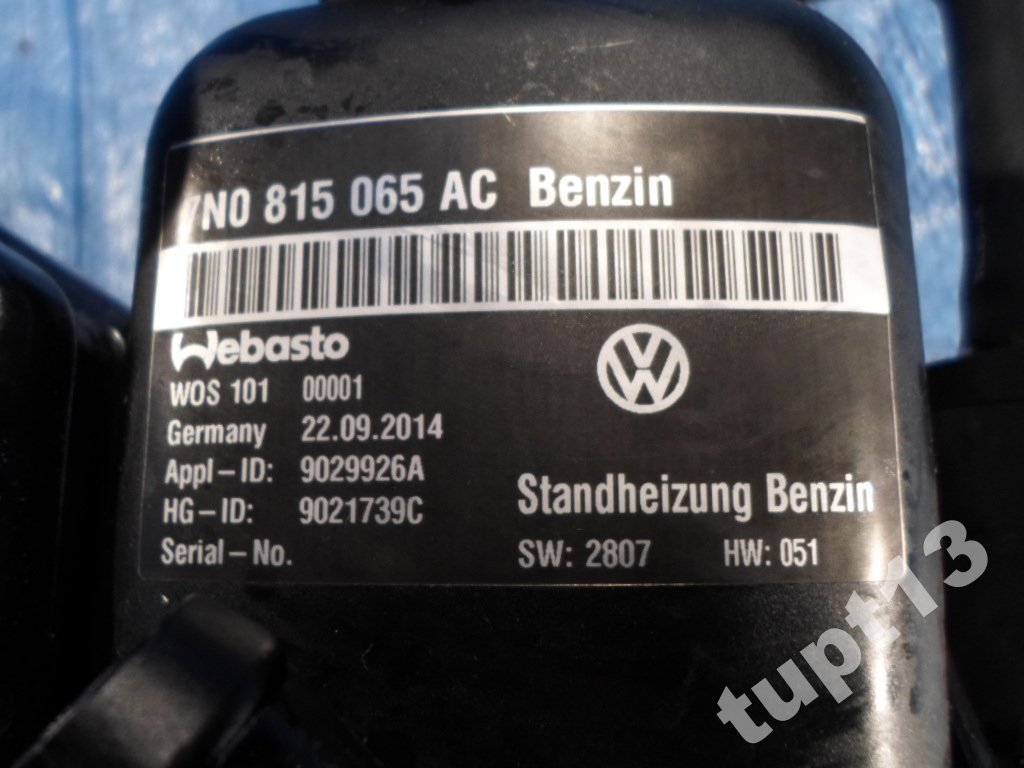 7N0 815 065 AC Benzin
Webasto
WOS 101 00001
Germany 22.09.2014
Appl-ID: 9029926A
HG-ID: 9021739C
Serial-No.
VW
Standheizung Benzin
SW: 2807 HW: 051
tupt13